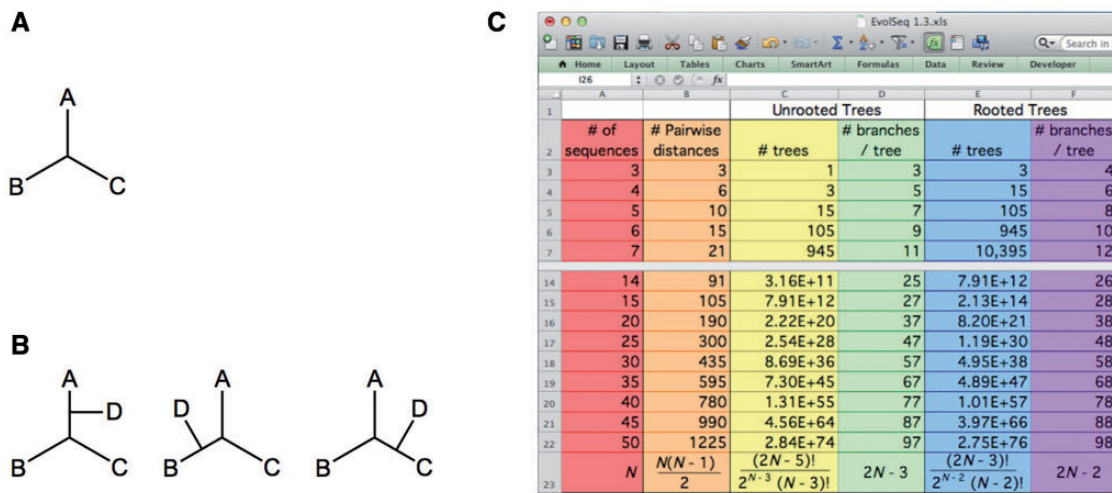 A
C
A
B C
B
A
D
B C
A
D
B C
A
D
B C
EvolSeq 1.3.xls
Search in
Home Layout Tables Charts SmartArt Formulas Data Review Developer
I26 fx
A B C D E F
1 Unrooted Trees Rooted Trees
# of # Pairwise # branches # branches
2 sequences distances # trees / tree # trees / tree
3 3 3 1 3 3 4
4 4 6 3 5 15 6
5 5 10 15 7 105 8
6 6 15 105 9 945 10
7 7 21 945 11 10,395 12
14 14 91 3.16E+11 25 7.91E+12 26
15 15 105 7.91E+12 27 2.13E+14 28
16 20 190 2.22E+20 37 8.20E+21 38
17 25 300 2.54E+28 47 1.19E+30 48
18 30 435 8.69E+36 57 4.95E+38 58
19 35 595 7.30E+45 67 4.89E+47 68
20 40 780 1.31E+55 77 1.01E+57 78
21 45 990 4.56E+64 87 3.97E+66 88
22 50 1225 2.84E+74 97 2.75E+76 98
N(N - 1) (2N - 5)! (2N - 3)!
23 N 2 2^{N - 3} (N - 3)! 2N - 3 2^{N - 2} (N - 2)! 2N - 2